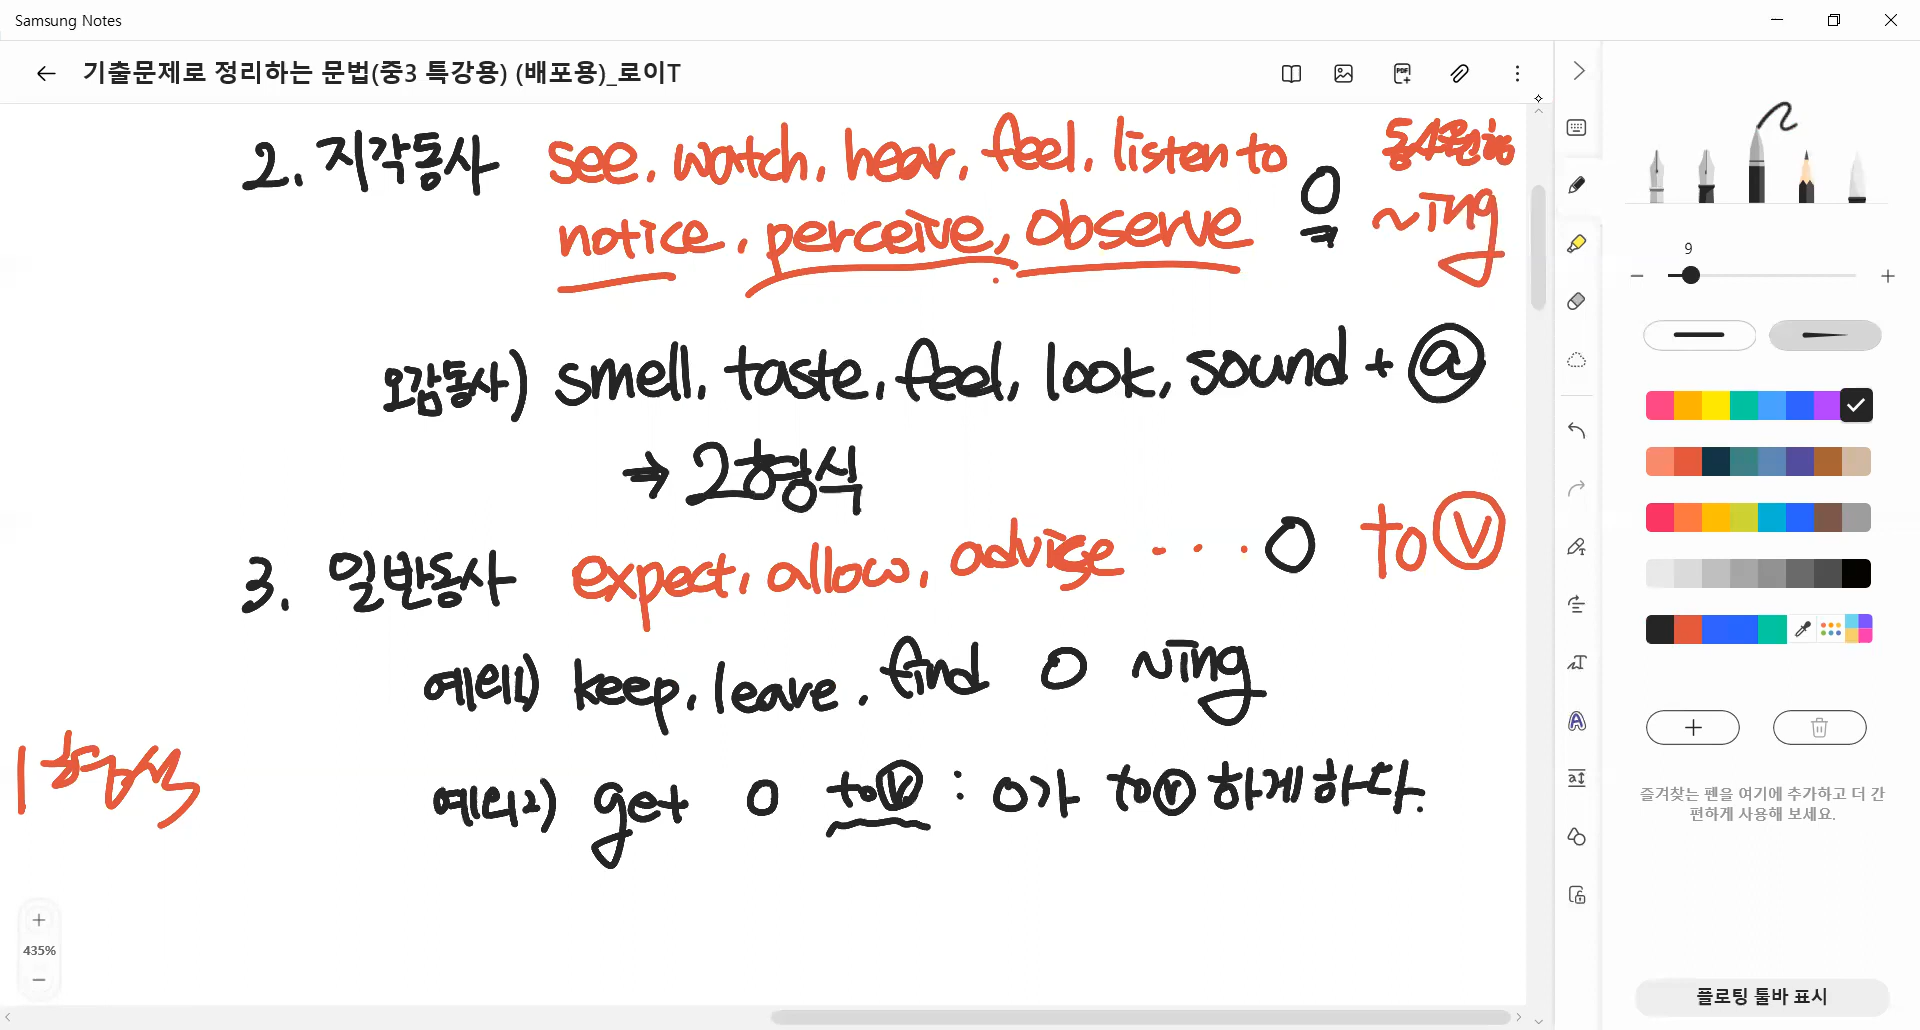 Samsung Notes
기출문제로 정리하는 문법(중3 특강용) (배포용)_로이T
2. 지각동사 see, watch, hear, feel, listen to 동사원형
notice, perceive, observe O ~ing
오감동사) smell, taste, feel, look, sound + ⓐ
⇒ 2형식
3. 일반동사 expect, allow, advise ··· O to Ⓥ
예외1) keep, leave, find O ~ing
1형식
예외2) get O to Ⓥ : O가 to Ⓥ 하게 하다.
435%
9
즐겨찾는 펜을 여기에 추가하고 더 간
편하게 사용해 보세요.
플로팅 툴바 표시